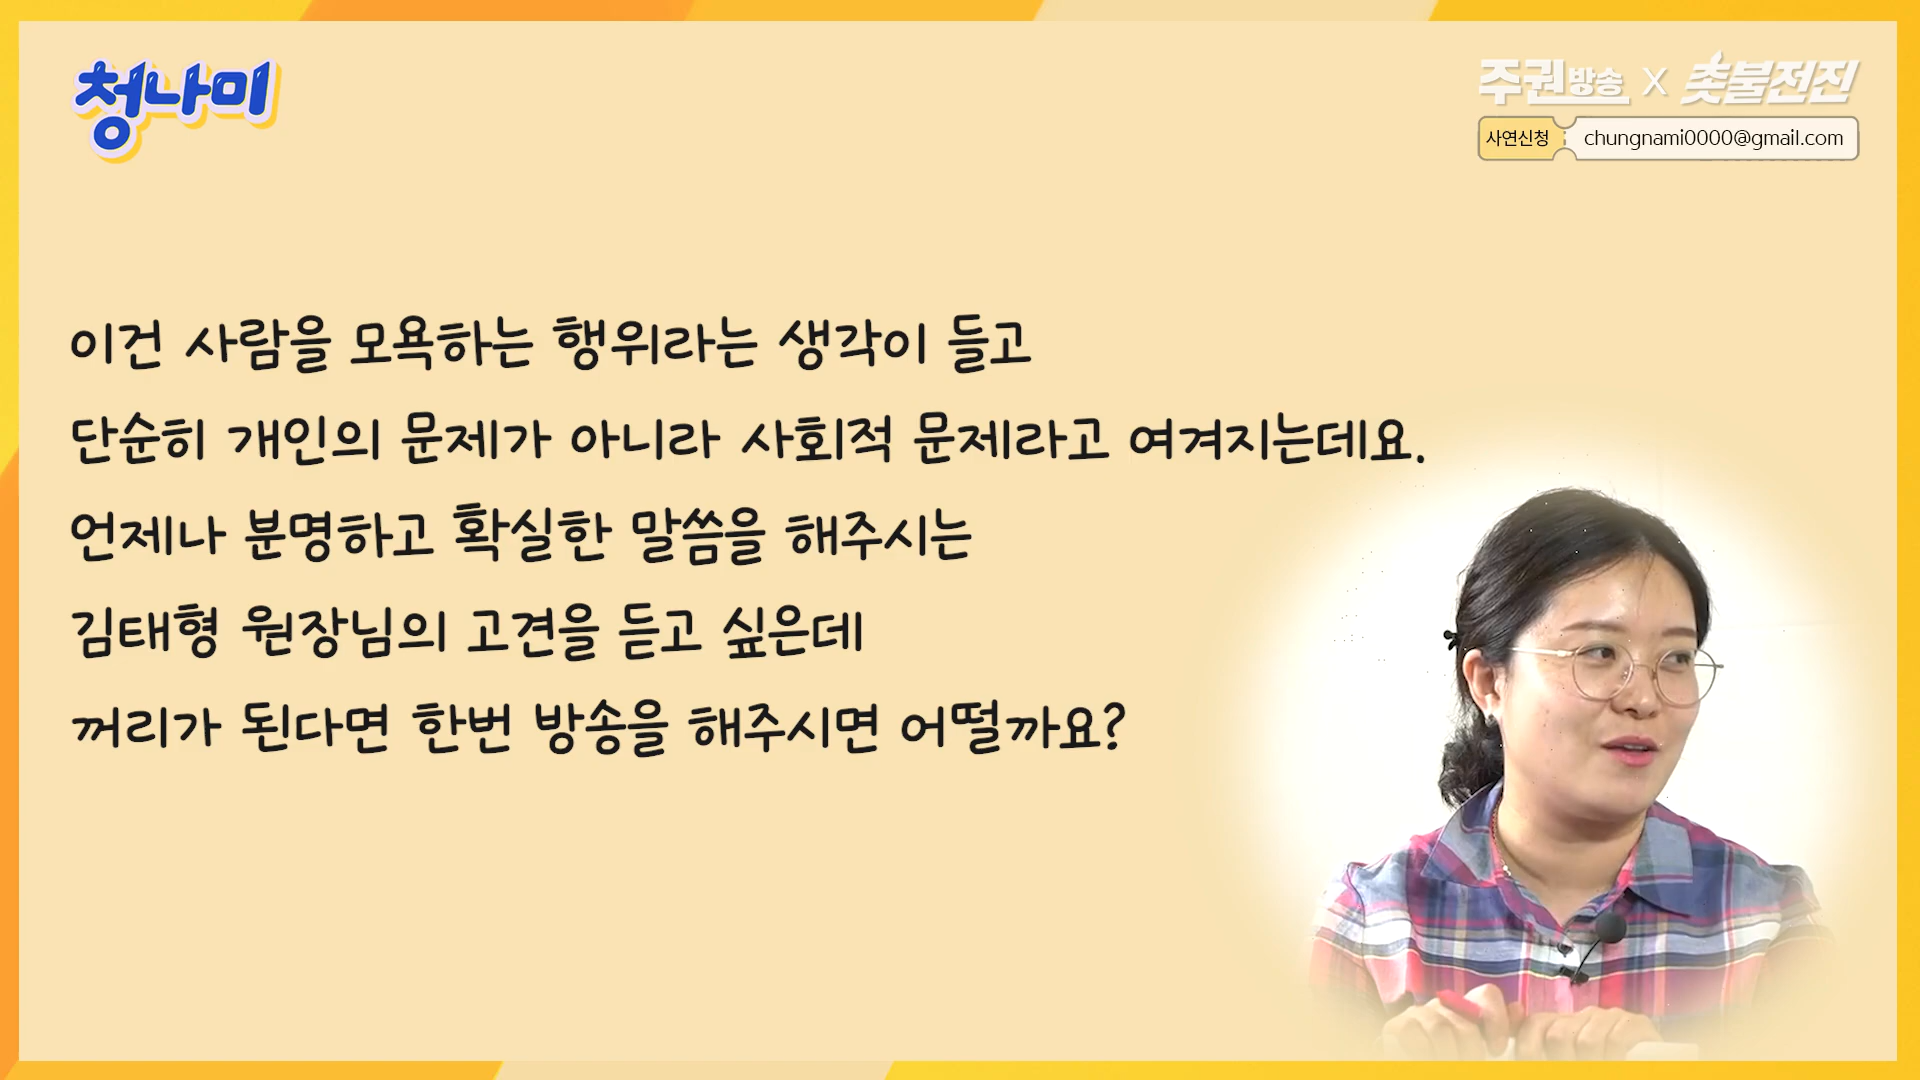 청나미
주권방송 X 촛불전진
사연신청 chungnami0000@gmail.com
이건 사람을 모욕하는 행위라는 생각이 들고
단순히 개인의 문제가 아니라 사회적 문제라고 여겨지는데요.
언제나 분명하고 확실한 말씀을 해주시는
김태형 원장님의 고견을 듣고 싶은데
꺼리가 된다면 한번 방송을 해주시면 어떨까요?